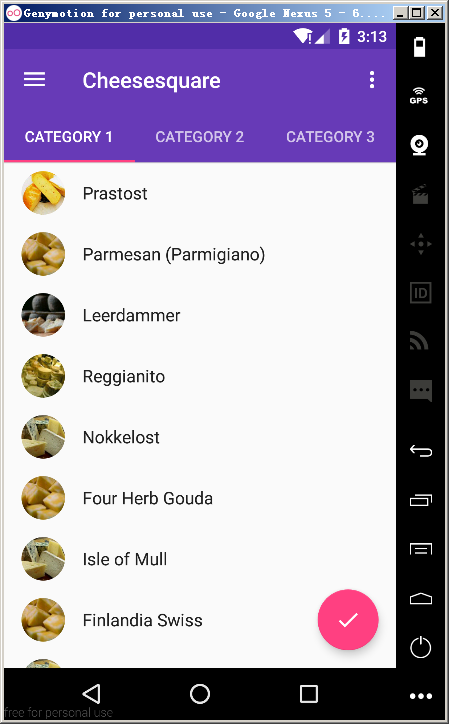 Genymotion for personal use - Google Nexus 5 - 6....
3:13
Cheesesquare
CATEGORY 1 CATEGORY 2 CATEGORY 3
Prastost
Parmesan (Parmigiano)
Leerdammer
Reggianito
Nokkelost
Four Herb Gouda
Isle of Mull
Finlandia Swiss
GPS
ID
free for personal use